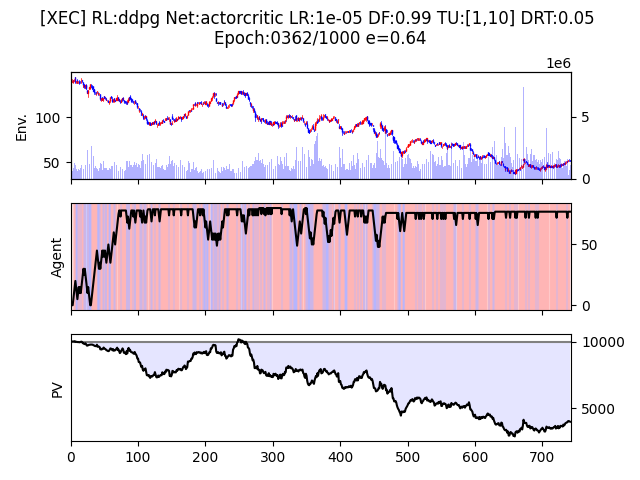 [XEC] RL:ddpg Net:actorcritic LR:1e-05 DF:0.99 TU:[1,10] DRT:0.05
Epoch:0362/1000 e=0.64
1e6
Env.
100
50
5
0
Agent
50
0
PV
10000
5000
0 100 200 300 400 500 600 700